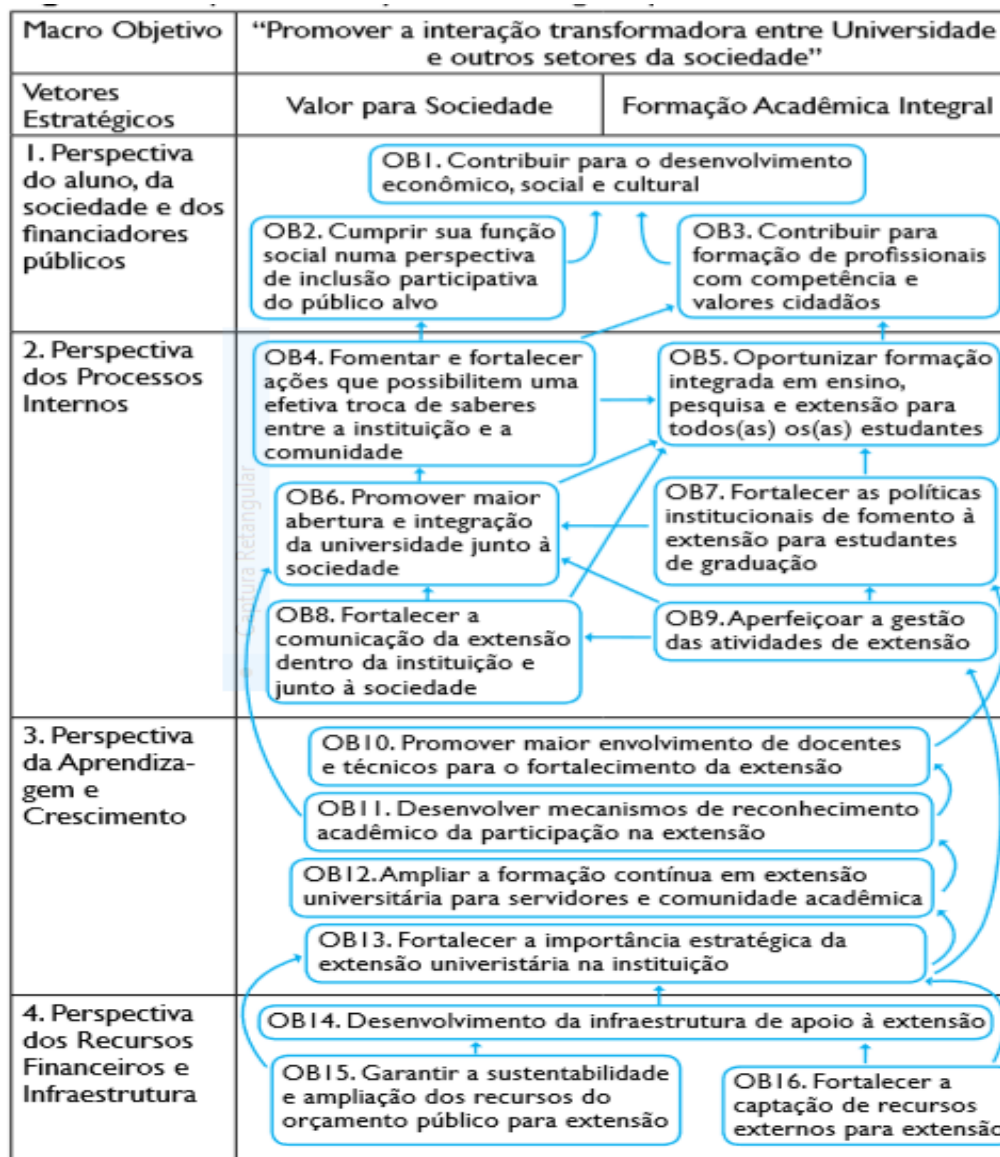 Macro Objetivo
“Promover a interação transformadora entre Universidade
e outros setores da sociedade”
Vetores
Estratégicos
Valor para Sociedade
Formação Acadêmica Integral
1. Perspectiva
do aluno, da
sociedade e dos
financiadores
públicos
OB1. Contribuir para o desenvolvimento
econômico, social e cultural
OB2. Cumprir sua função
social numa perspectiva
de inclusão participativa
do público alvo
OB3. Contribuir para
formação de profissionais
com competência e
valores cidadãos
2. Perspectiva
dos Processos
Internos
OB4. Fomentar e fortalecer
ações que possibilitem uma
efetiva troca de saberes
entre a instituição e a
comunidade
OB5. Oportunizar formação
integrada em ensino,
pesquisa e extensão para
todos(as) os(as) estudantes
OB6. Promover maior
abertura e integração
da universidade junto à
sociedade
OB7. Fortalecer as políticas
institucionais de fomento à
extensão para estudantes
de graduação
OB8. Fortalecer a
comunicação da extensão
dentro da instituição e
junto à sociedade
OB9. Aperfeiçoar a gestão
das atividades de extensão
Captura Retangular
3. Perspectiva
da Aprendiza-
gem e
Crescimento
OB10. Promover maior envolvimento de docentes
e técnicos para o fortalecimento da extensão
OB11. Desenvolver mecanismos de reconhecimento
acadêmico da participação na extensão
OB12. Ampliar a formação contínua em extensão
universitária para servidores e comunidade acadêmica
OB13. Fortalecer a importância estratégica da
extensão univeristária na instituição
4. Perspectiva
dos Recursos
Financeiros e
Infraestrutura
OB14. Desenvolvimento da infraestrutura de apoio à extensão
OB15. Garantir a sustentabilidade
e ampliação dos recursos do
orçamento público para extensão
OB16. Fortalecer a
captação de recursos
externos para extensão